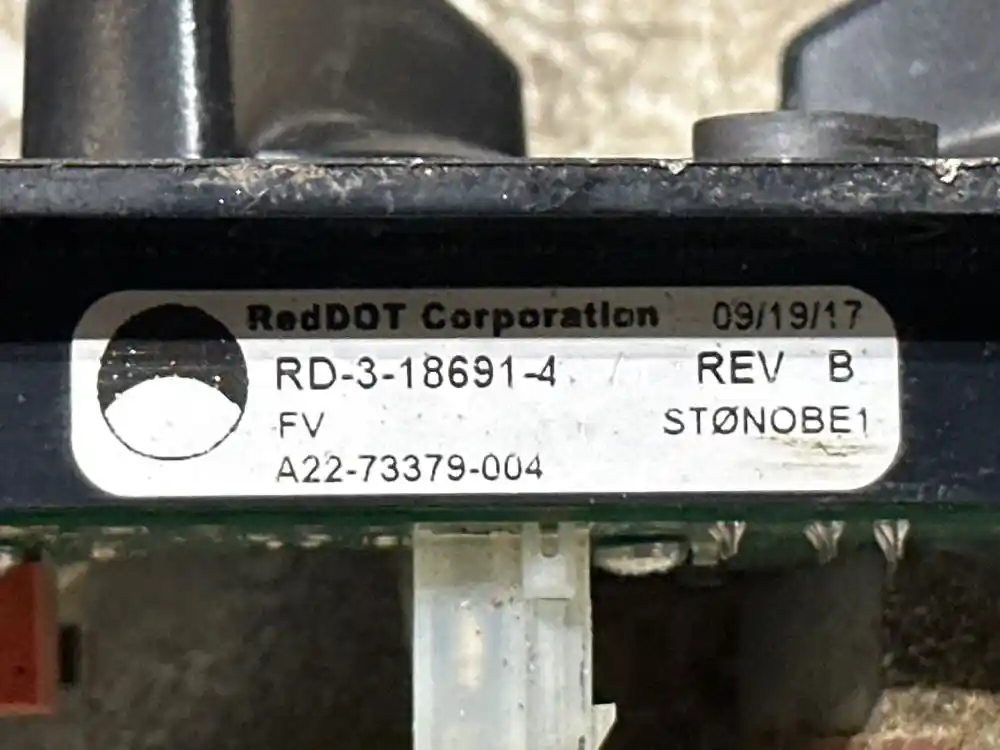 RedDOT Corporation 09/19/17
RD-3-18691-4 REV B
FV STØNOBE1
A22-73379-004